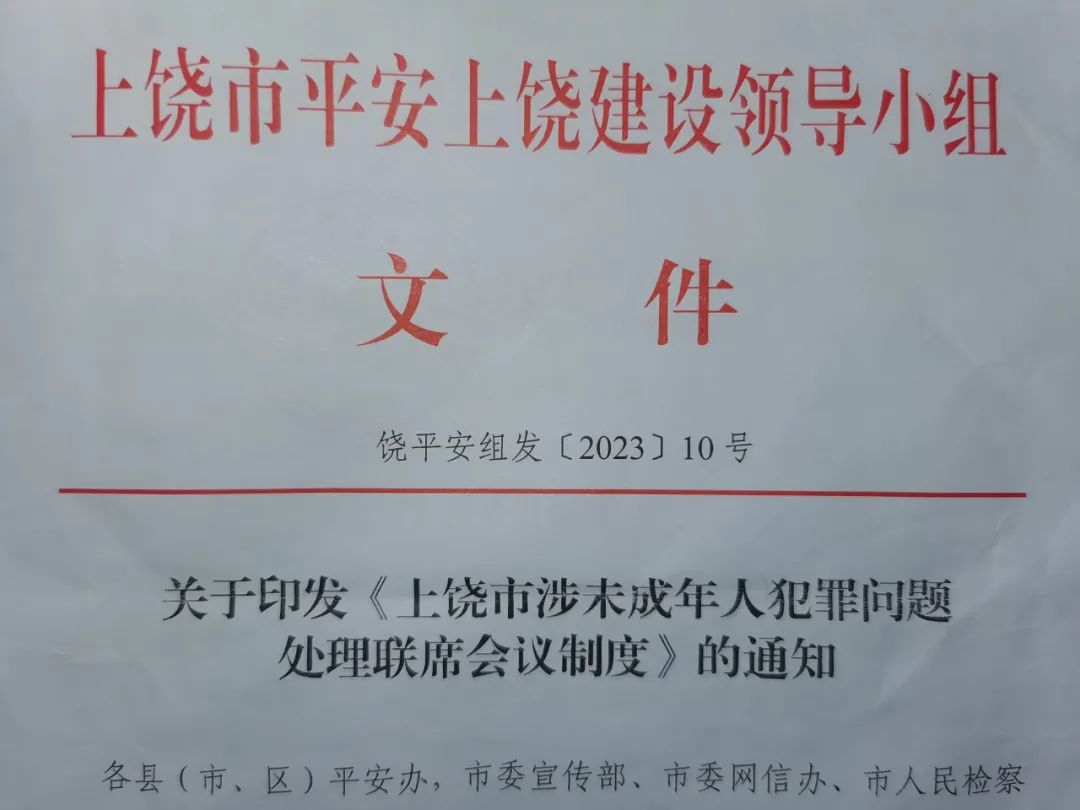 上饶市平安上饶建设领导小组
文件
饶平安组发〔2023〕10号
关于印发《上饶市涉未成年人犯罪问题
处理联席会议制度》的通知
各县（市、区）平安办，市委宣传部、市委网信办、市人民检察